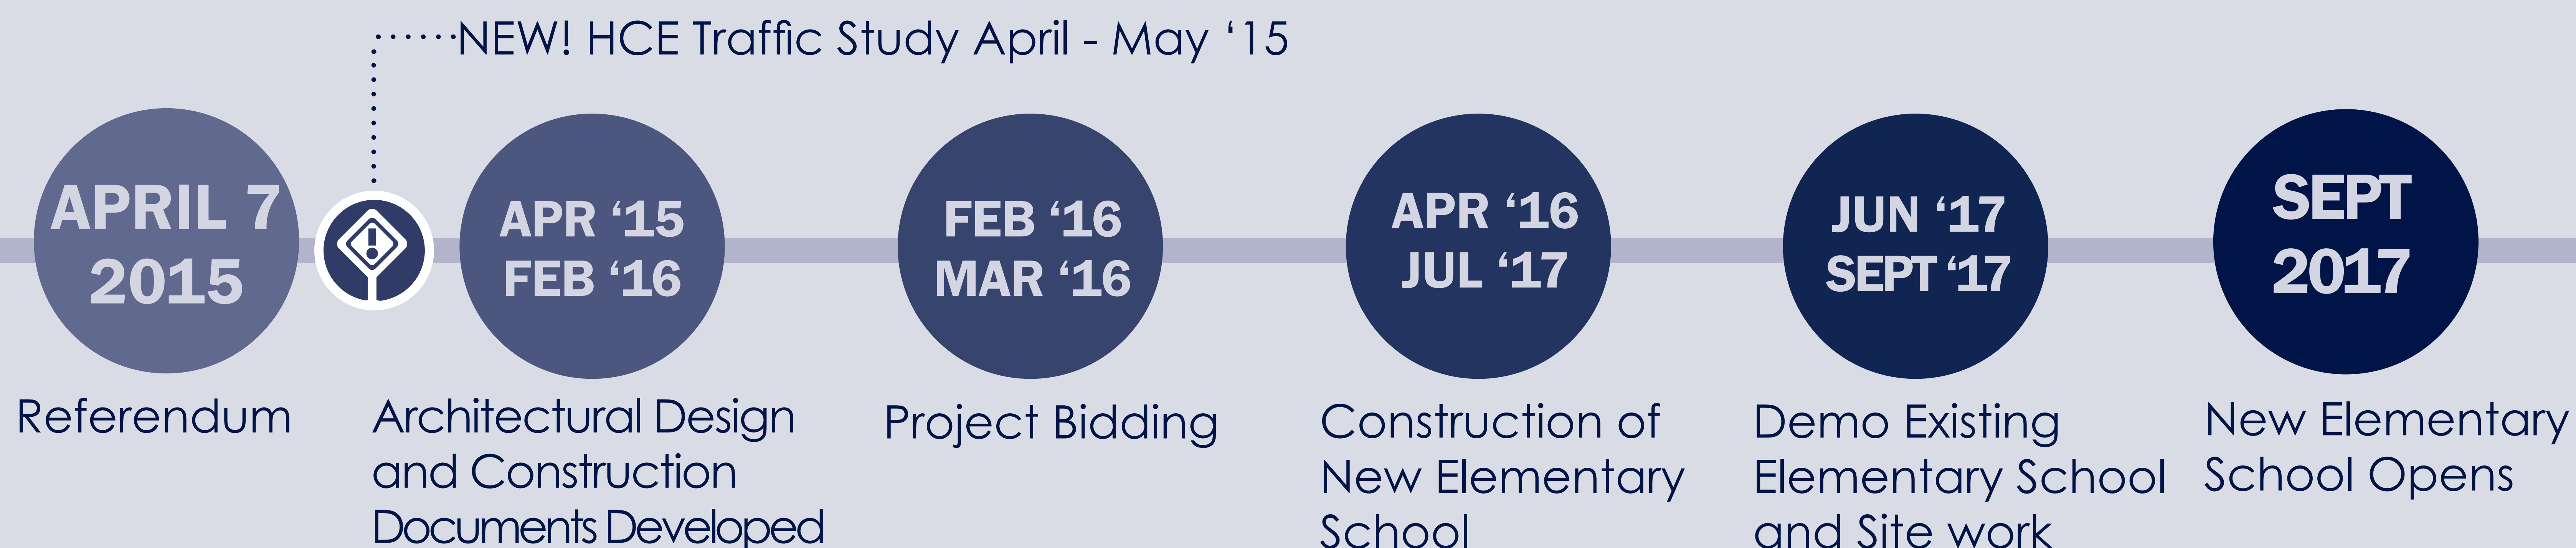 NEW! HCE Traffic Study April - May ‘15
APRIL 7
2015
Referendum
APR ‘15
FEB ‘16
Architectural Design
and Construction
Documents Developed
FEB ‘16
MAR ‘16
Project Bidding
APR ‘16
JUL ‘17
Construction of
New Elementary
School
JUN ‘17
SEPT ‘17
Demo Existing
Elementary School
and Site work
SEPT
2017
New Elementary
School Opens